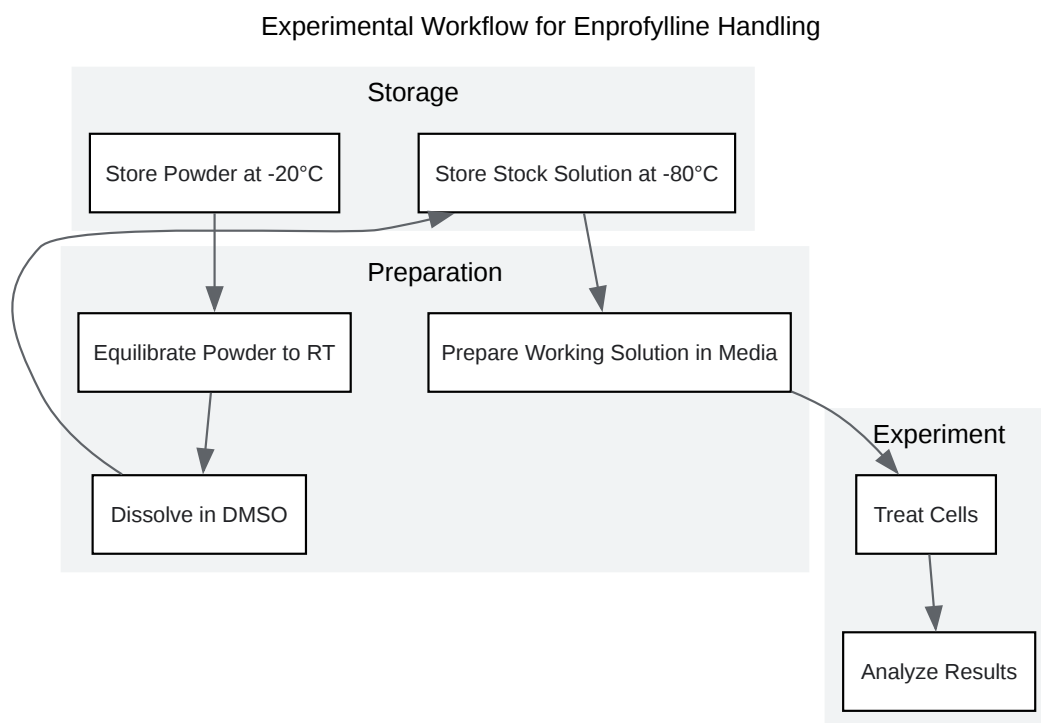 Experimental Workflow for Enprofylline Handling
Storage
Store Powder at -20°C
Store Stock Solution at -80°C
Preparation
Equilibrate Powder to RT
Prepare Working Solution in Media
Experiment
Dissolve in DMSO
Treat Cells
Analyze Results